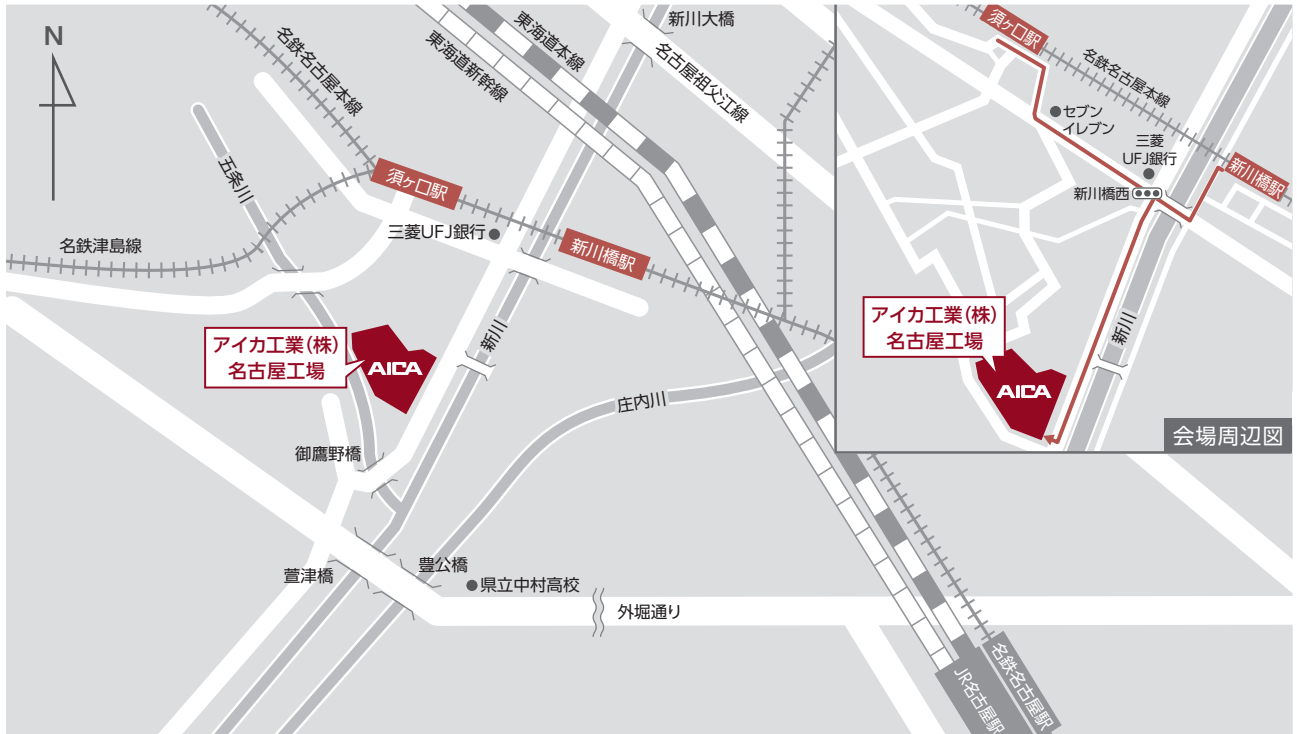 N
新川大橋
名鉄名古屋本線
東海道本線
東海道新幹線
名古屋祖父江線
五条川
須ヶ口駅
名鉄津島線
三菱UFJ銀行
新川橋駅
新川
アイカ工業(株)
名古屋工場
AICA
庄内川
御鷹野橋
萱津橋
豊公橋
県立中村高校
外堀通り
JR名古屋駅
名鉄名古屋駅
須ヶ口駅
名鉄名古屋本線
セブン
イレブン
三菱
UFJ銀行
新川橋駅
新川橋西
アイカ工業(株)
名古屋工場
AICA
新川
会場周辺図